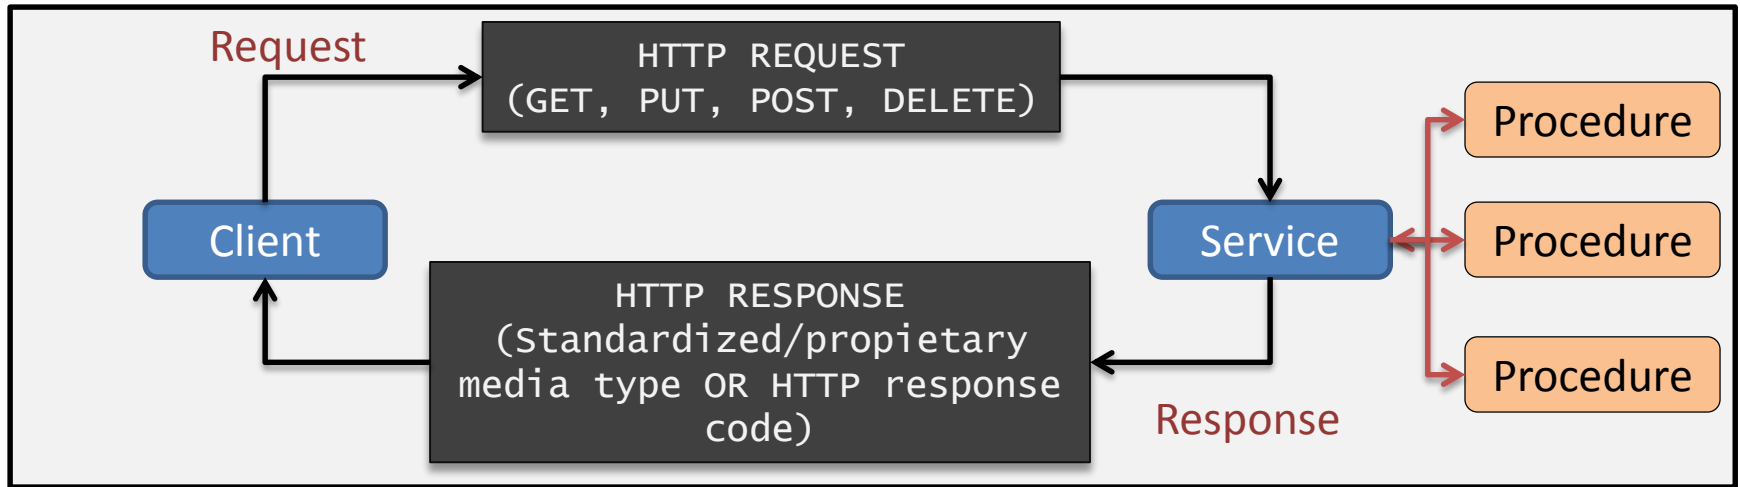 Request
HTTP REQUEST
(GET, PUT, POST, DELETE)
Procedure
Client
Service
Procedure
HTTP RESPONSE
(Standardized/propietary
media type OR HTTP response
code)
Procedure
Response